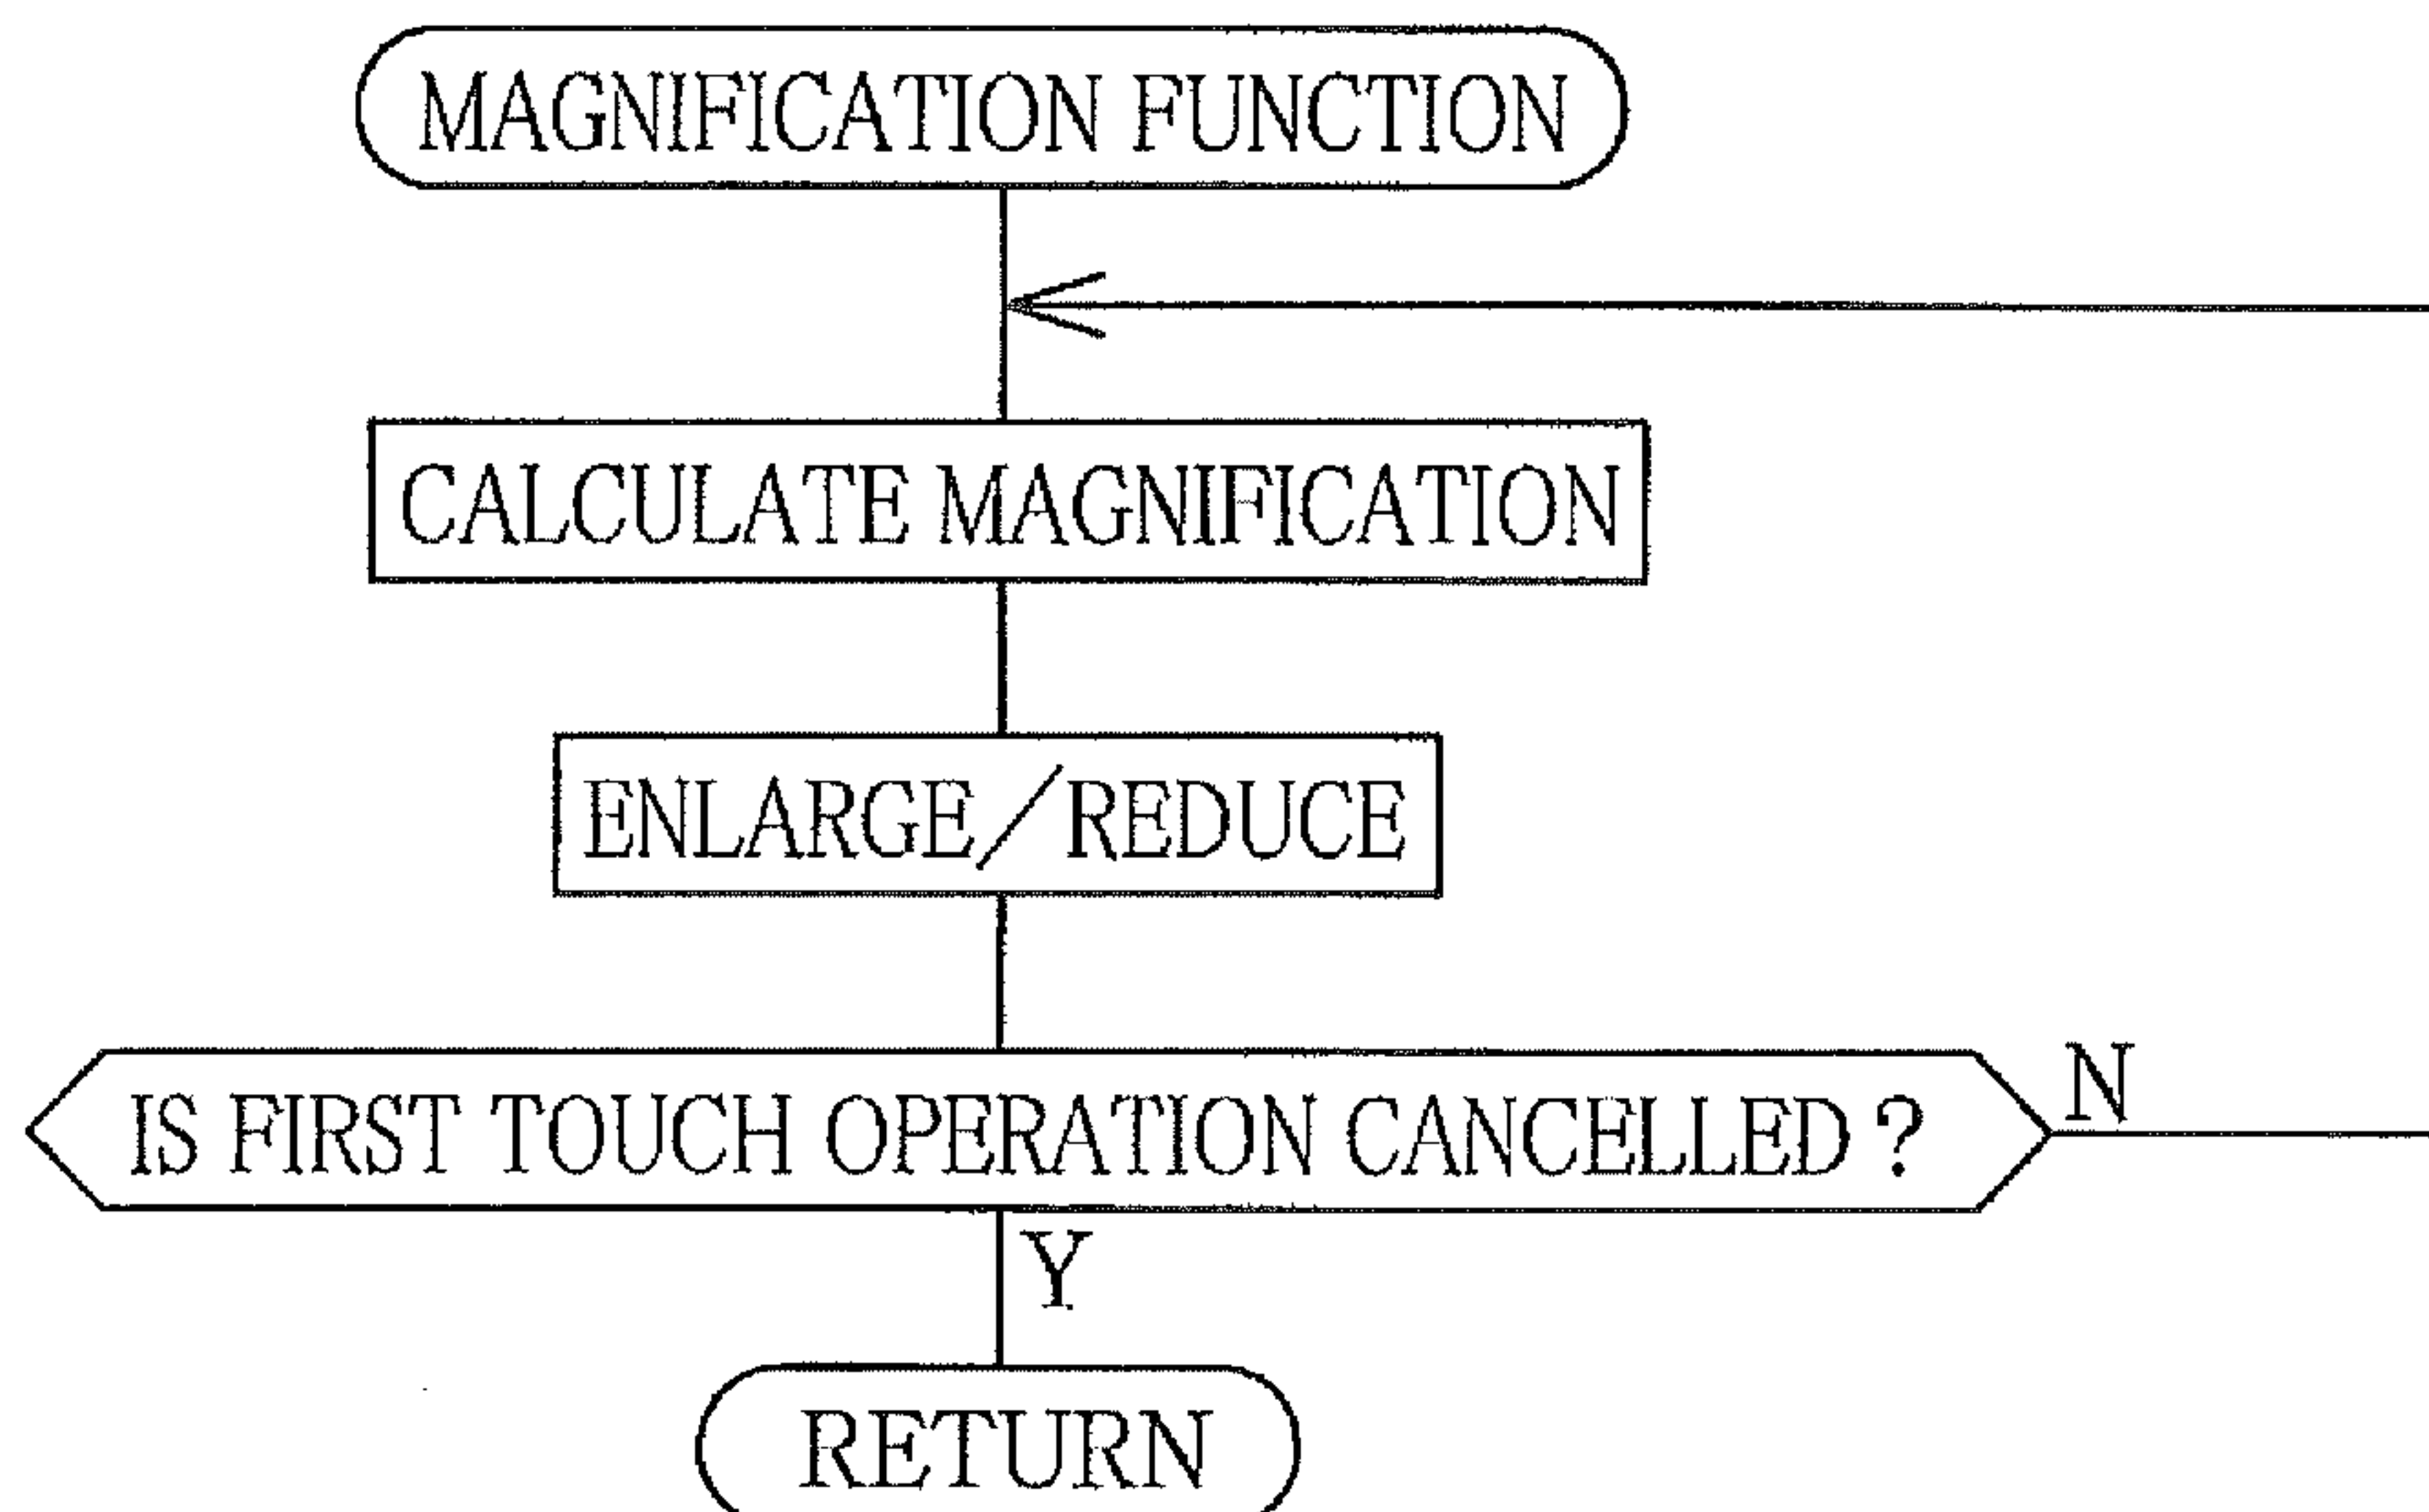 MAGNIFICATION FUNCTION
CALCULATE MAGNIFICATION
ENLARGE/REDUCE
IS FIRST TOUCH OPERATION CANCELLED ?
N
Y
RETURN